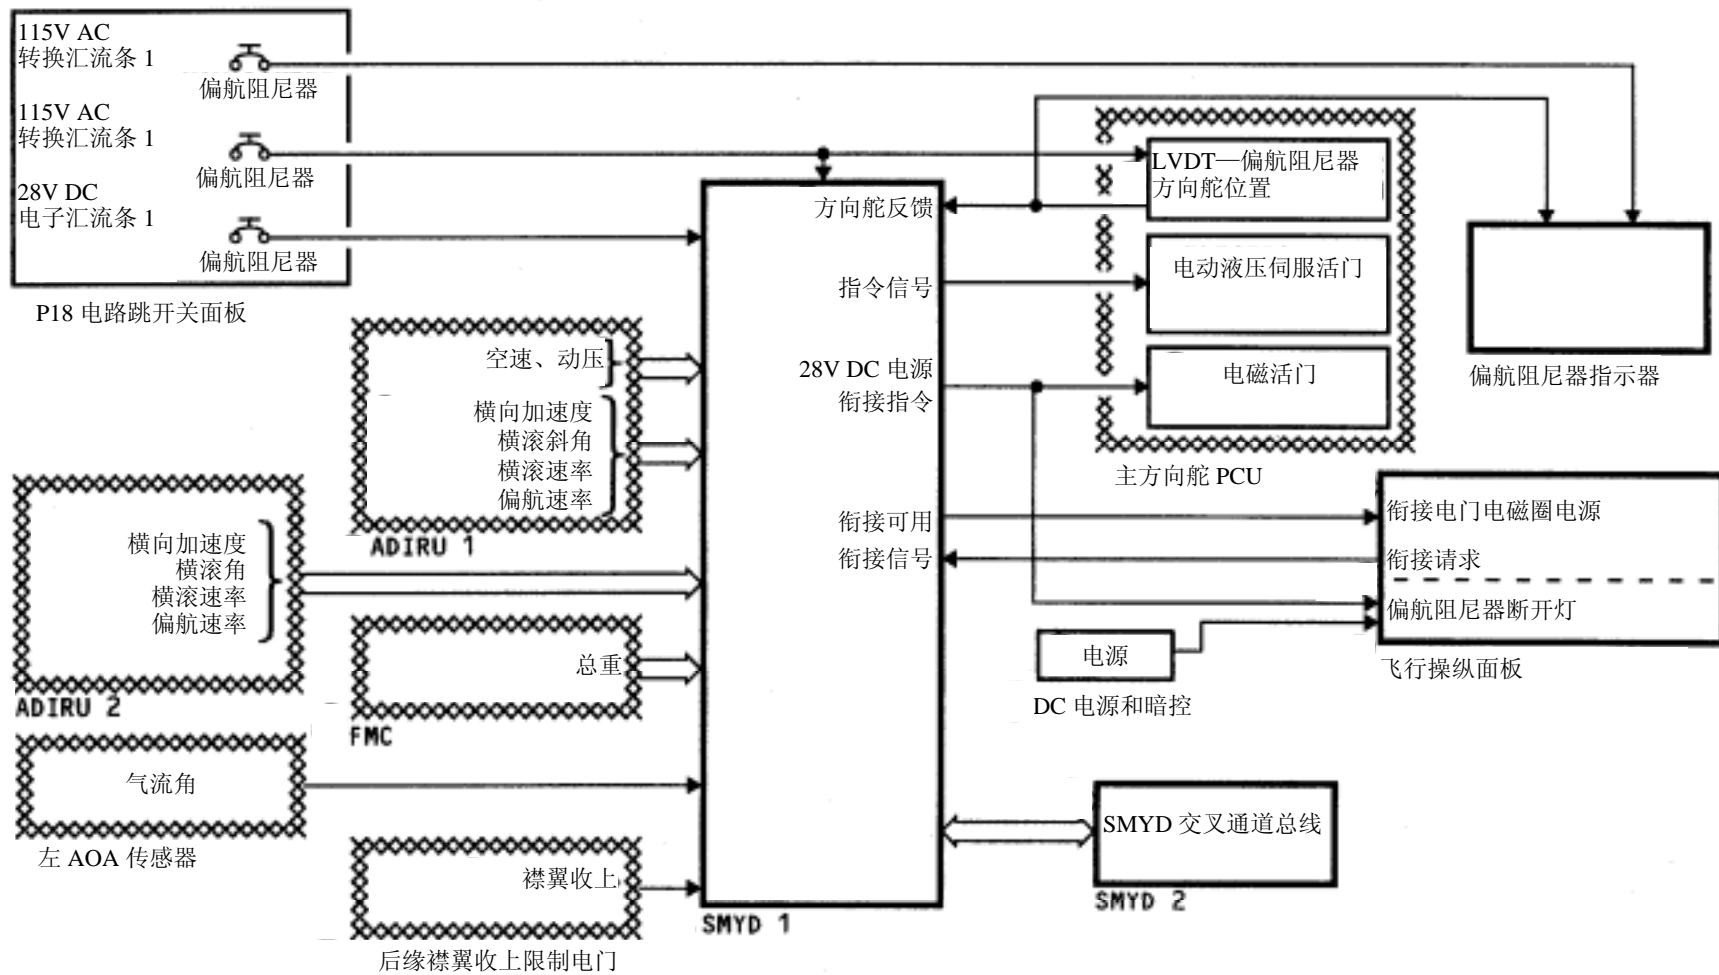 115V AC
转换汇流条 1
偏航阻尼器
115V AC
转换汇流条 1
偏航阻尼器
28V DC
电子汇流条 1
偏航阻尼器
P18 电路跳开关面板
空速、动压
横向加速度
横滚斜角
横滚速率
偏航速率
ADIRU 1
横向加速度
横滚角
横滚速率
偏航速率
ADIRU 2
总重
FMC
气流角
左 AOA 传感器
襟翼收上
后缘襟翼收上限制电门
方向舵反馈
指令信号
28V DC 电源
衔接指令
衔接可用
衔接信号
SMYD 1
LVDT—偏航阻尼器
方向舵位置
电动液压伺服活门
电磁活门
主方向舵 PCU
偏航阻尼器指示器
衔接电门电磁圈电源
衔接请求
偏航阻尼器断开灯
飞行操纵面板
电源
DC 电源和暗控
SMYD 交叉通道总线
SMYD 2